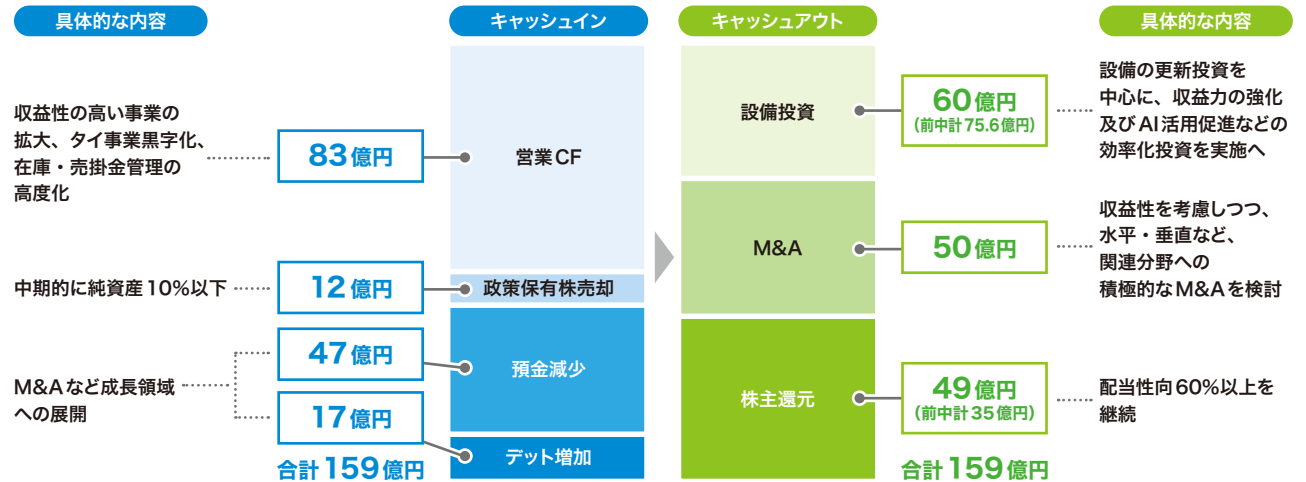 具体的な内容
キャッシュイン
キャッシュアウト
具体的な内容
収益性の高い事業の
拡大、タイ事業黒字化、
在庫・売掛金管理の
高度化
83億円
営業CF
中期的に純資産10%以下
12億円
政策保有株売却
M&Aなど成長領域
への展開
47億円
預金減少
17億円
デット増加
合計159億円
設備投資
60億円
(前中計75.6億円)
設備の更新投資を
中心に、収益力の強化
及びAI活用促進などの
効率化投資を実施へ
M&A
50億円
収益性を考慮しつつ、
水平・垂直など、
関連分野への
積極的なM&Aを検討
株主還元
49億円
(前中計35億円)
配当性向60%以上を
継続
合計159億円